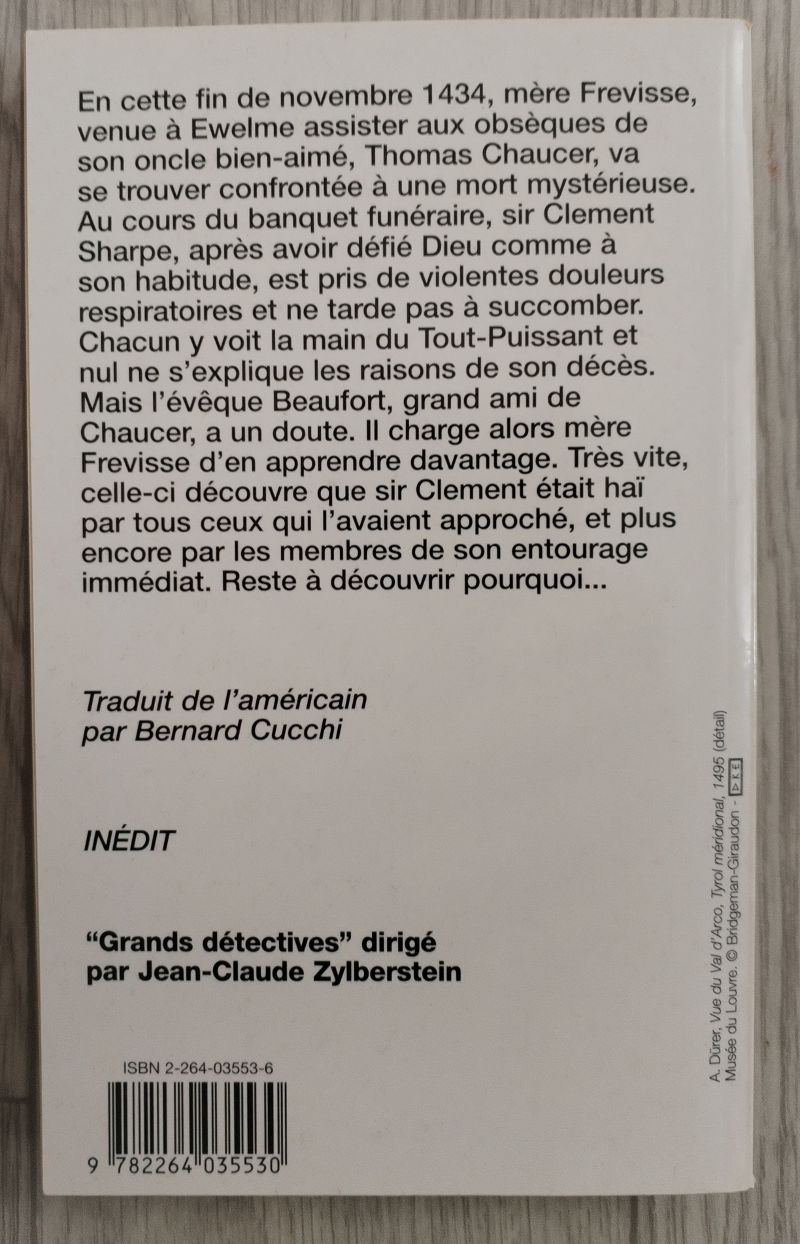 En cette fin de novembre 1434, mère Frevisse,
venue à Ewelme assister aux obsèques de
son oncle bien-aimé, Thomas Chaucer, va
se trouver confrontée à une mort mystérieuse.
Au cours du banquet funéraire, sir Clement
Sharpe, après avoir défié Dieu comme à
son habitude, est pris de violentes douleurs
respiratoires et ne tarde pas à succomber.
Chacun y voit la main du Tout-Puissant et
nul ne s'explique les raisons de son décès.
Mais l'évêque Beaufort, grand ami de
Chaucer, a un doute. Il charge alors mère
Frevisse d'en apprendre davantage. Très vite,
celle-ci découvre que sir Clement était haï
par tous ceux qui l'avaient approché, et plus
encore par les membres de son entourage
immédiat. Reste à découvrir pourquoi...
Traduit de l'américain
par Bernard Cucchi
INÉDIT
“Grands détectives” dirigé
par Jean-Claude Zylberstein
ISBN 2-264-03553-6
9 782264 035530
A. Dürer, Vue du Val d'Arco, Tyrol méridional, 1495 (détail)
Musée du Louvre. © Bridgeman-Giraudon -